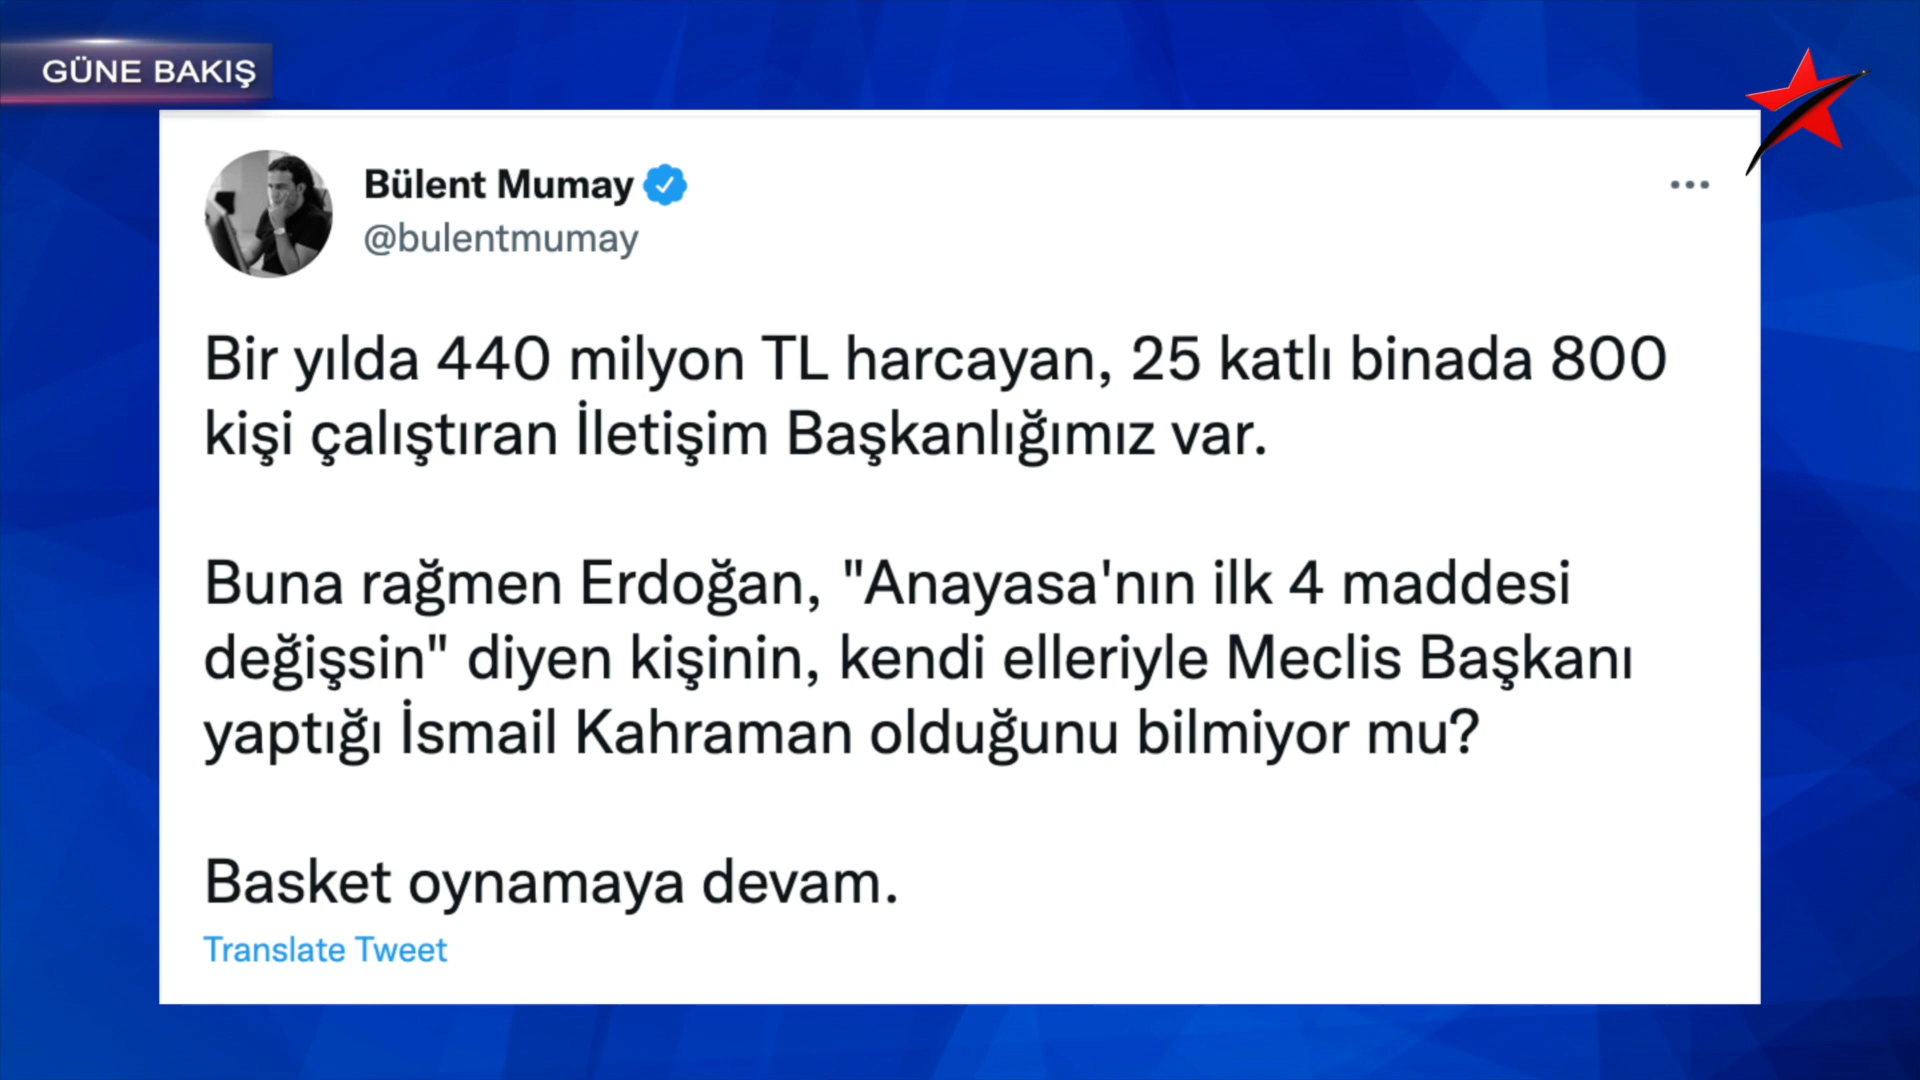 GÜNE BAKIŞ
Bülent Mumay
@bulentmumay
Bir yılda 440 milyon TL harcayan, 25 katlı binada 800
kişi çalıştıran İletişim Başkanlığımız var.
Buna rağmen Erdoğan, "Anayasa'nın ilk 4 maddesi
değişsin" diyen kişinin, kendi elleriyle Meclis Başkanı
yaptığı İsmail Kahraman olduğunu bilmiyor mu?
Basket oynamaya devam.
Translate Tweet